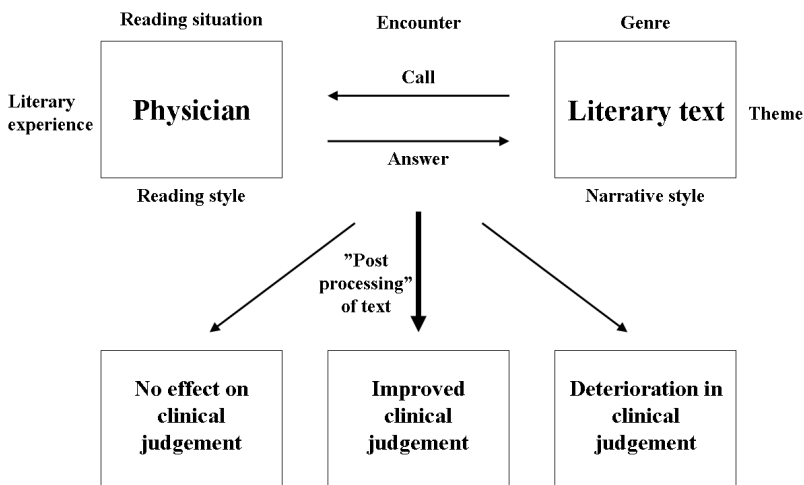 Reading situation
Encounter
Genre
Literary
experience
Physician
Call
Answer
Literary text
Theme
Reading style
Narrative style
”Post
processing”
of text
No effect on
clinical
judgement
Improved
clinical
judgement
Deterioration in
clinical
judgement